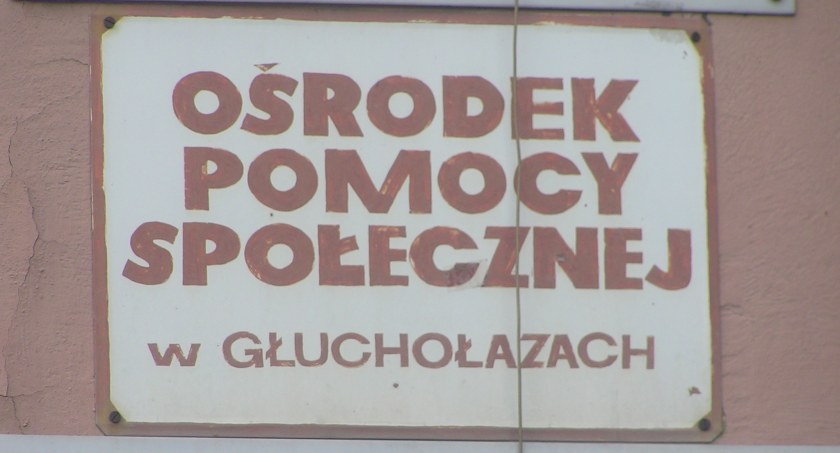 OŚRODEK
POMOCY
SPOŁECZNEJ
w GŁUCHOŁAZACH